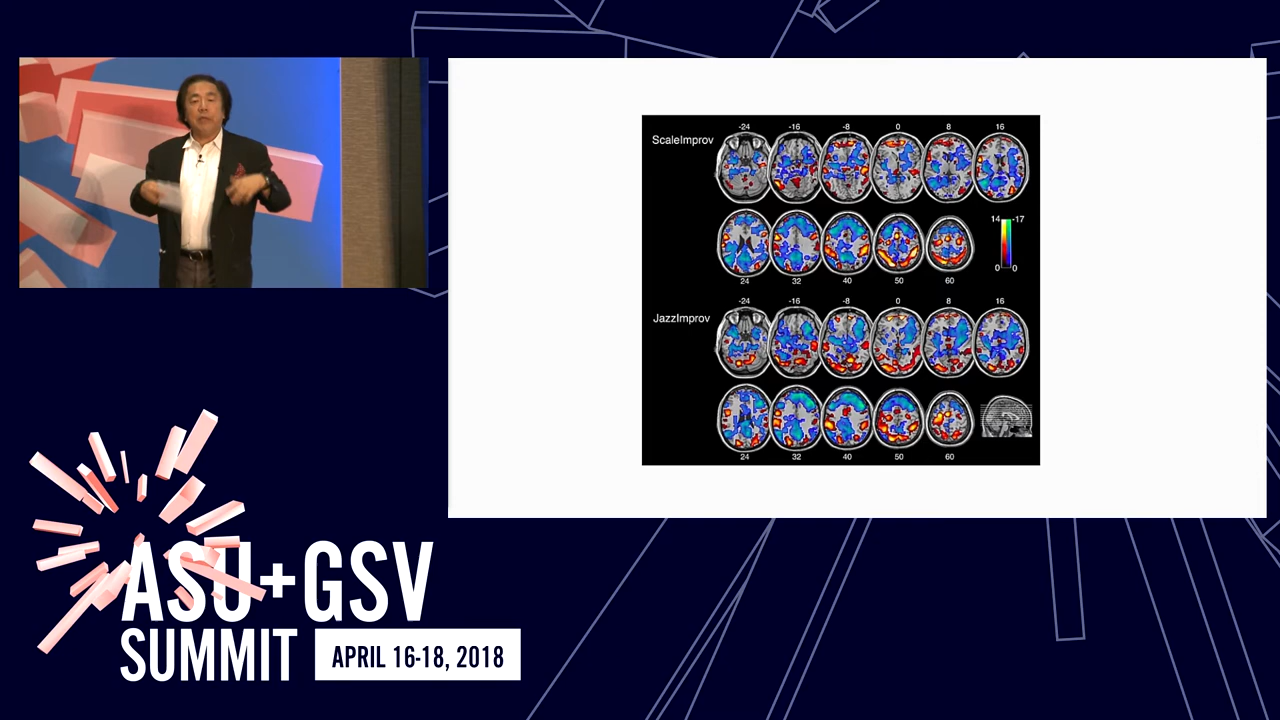 ScaleImprov
-24 -16 -8 0 8 16
14 -17
0 0
24 32 40 50 60
JazzImprov
-24 -16 -8 0 8 16
24 32 40 50 60
ASU+GSV
SUMMIT
APRIL 16-18, 2018